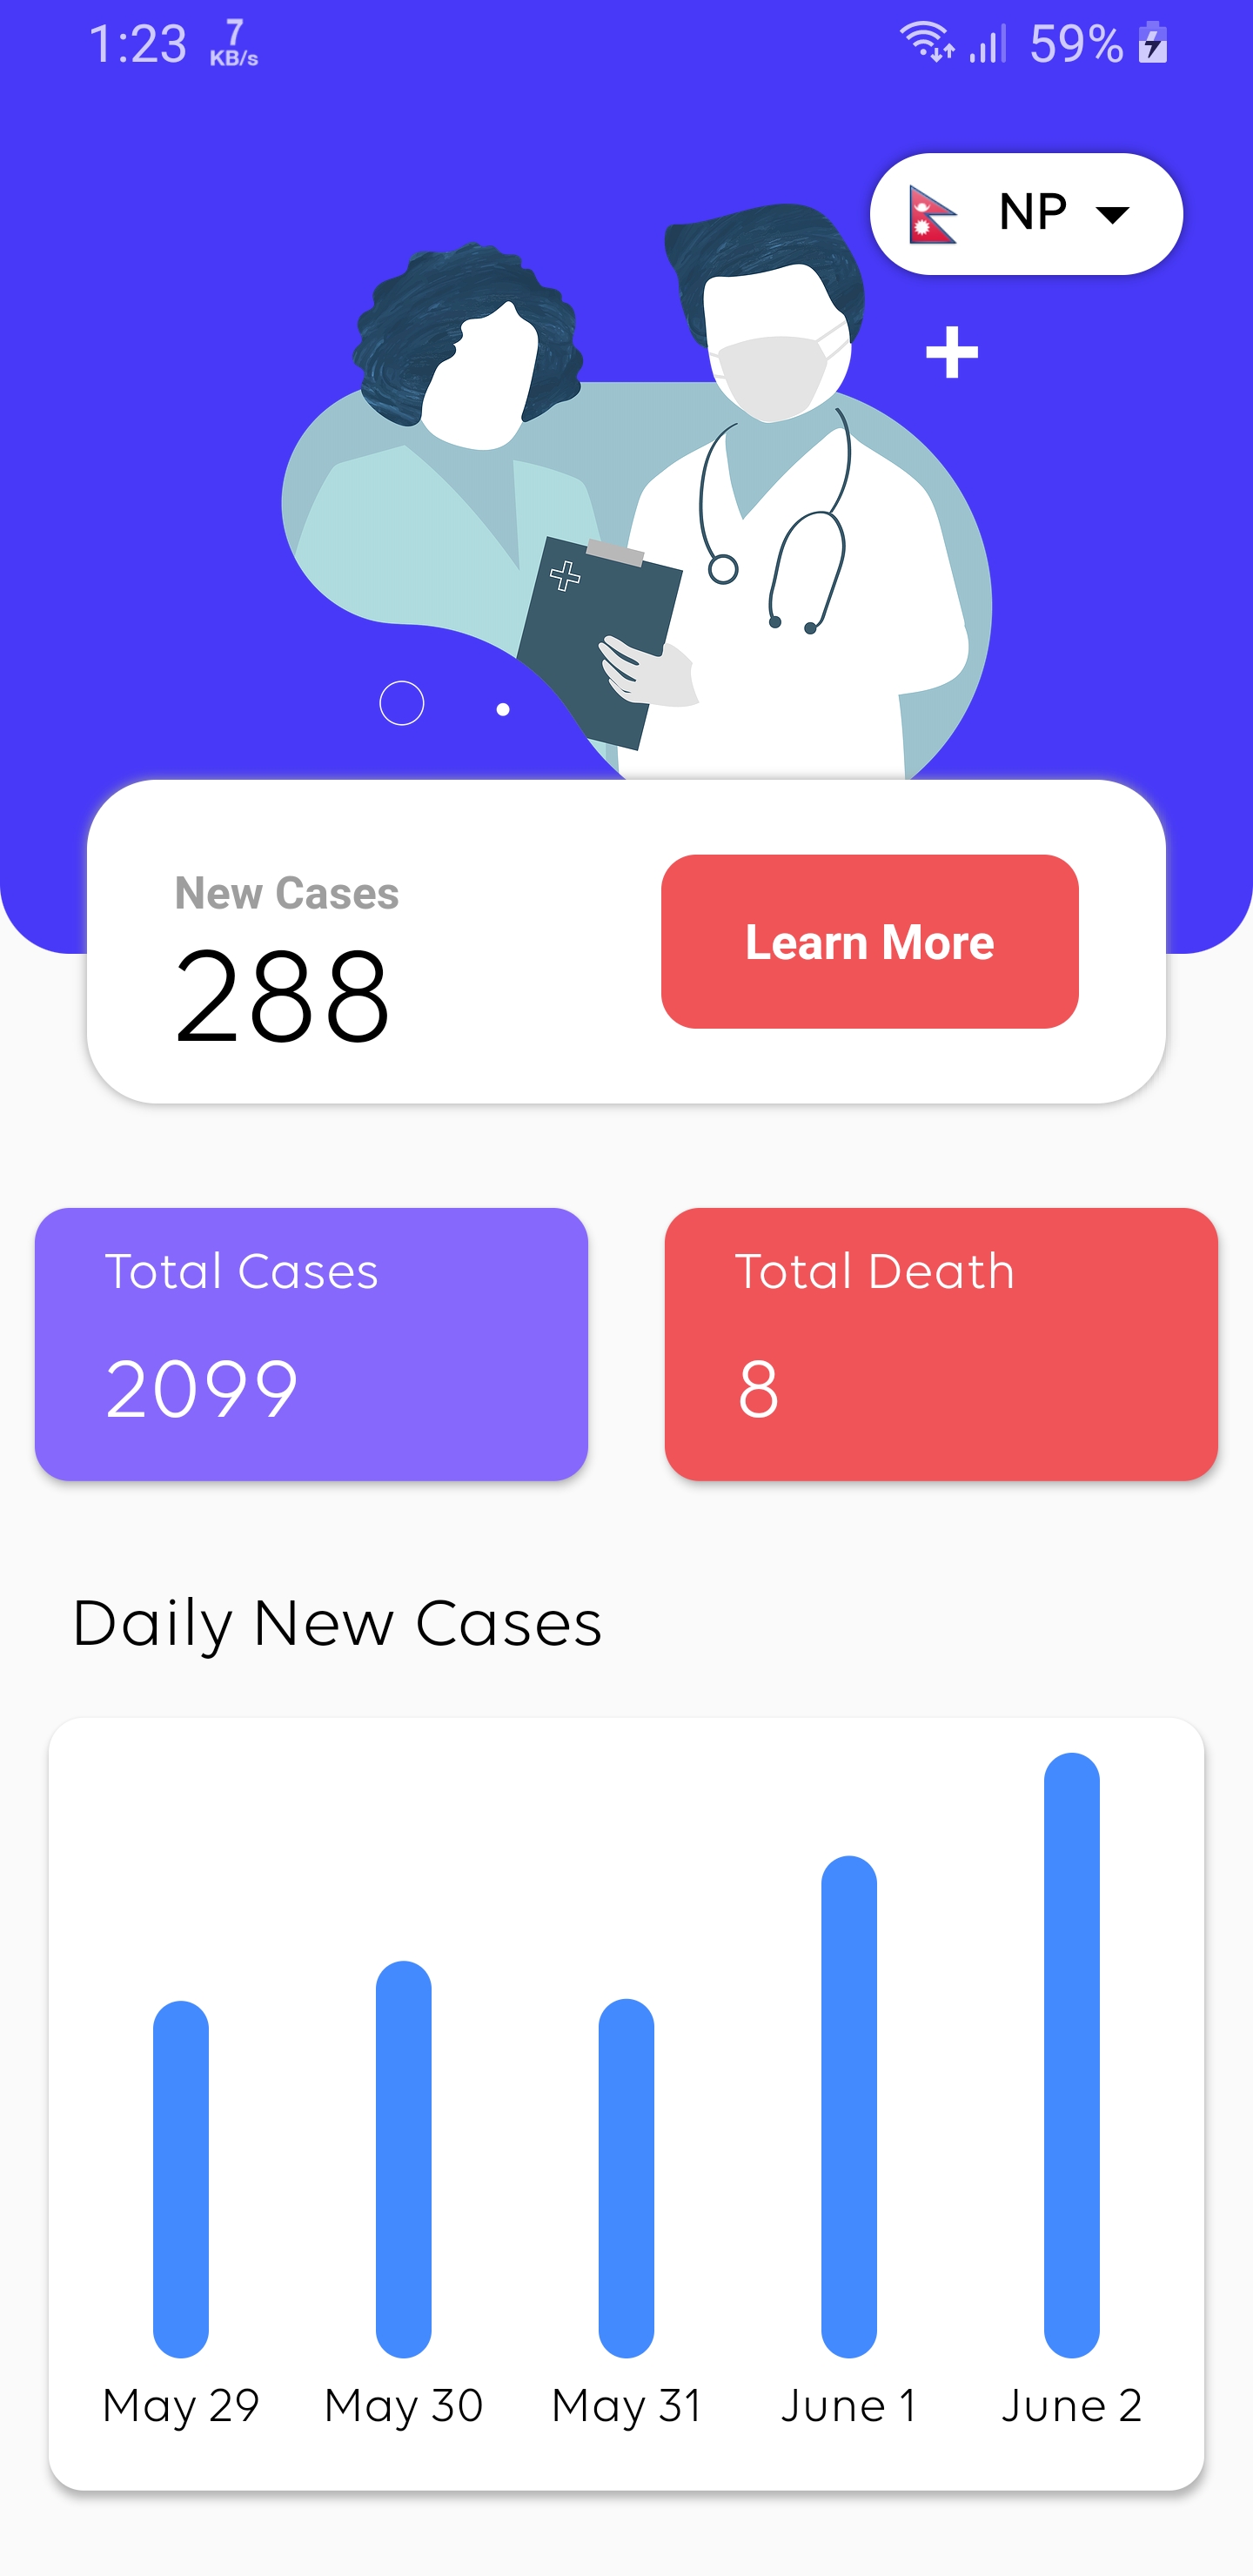 1:23 7 KB/s 59%
NP
New Cases
288
Learn More
Total Cases
2099
Total Death
8
Daily New Cases
May 29 May 30 May 31 June 1 June 2